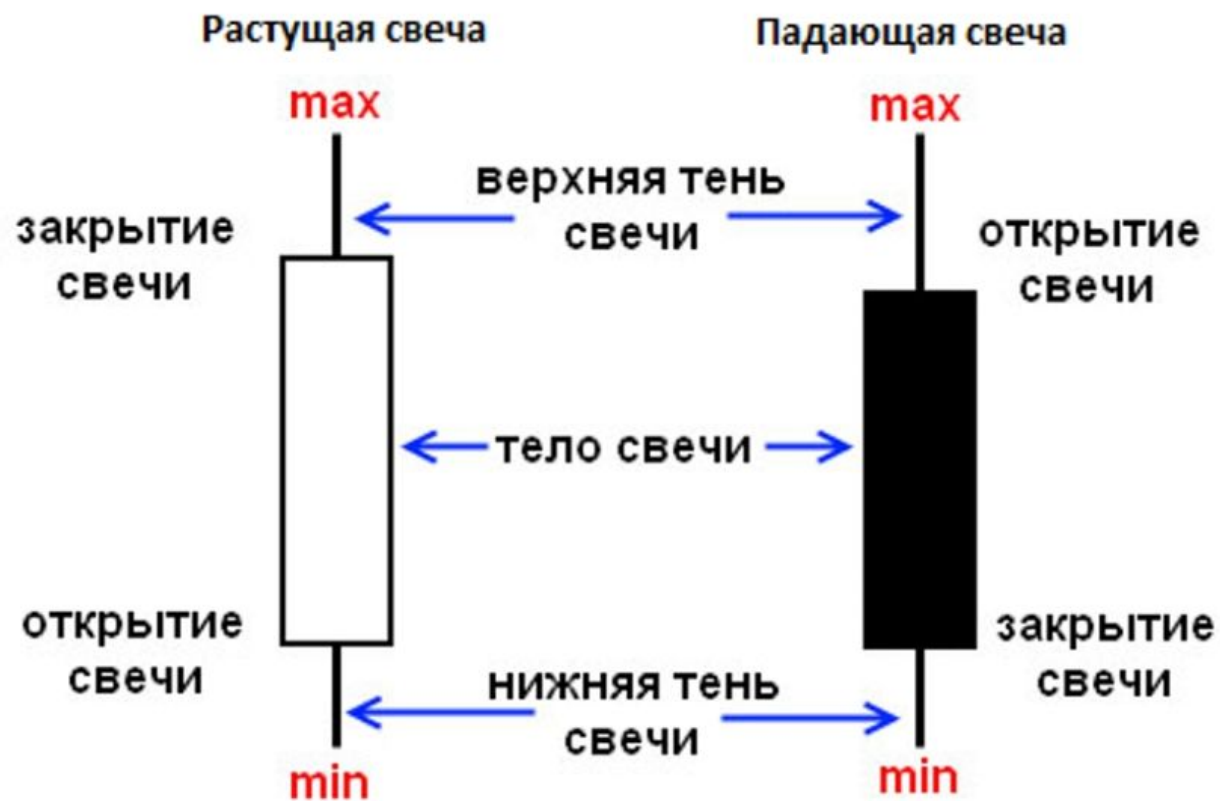 Растущая свеча
Падающая свеча
max
max
верхняя тень
свечи
закрытие
свечи
открытие
свечи
тело свечи
открытие
свечи
закрытие
свечи
нижняя тень
свечи
min
min